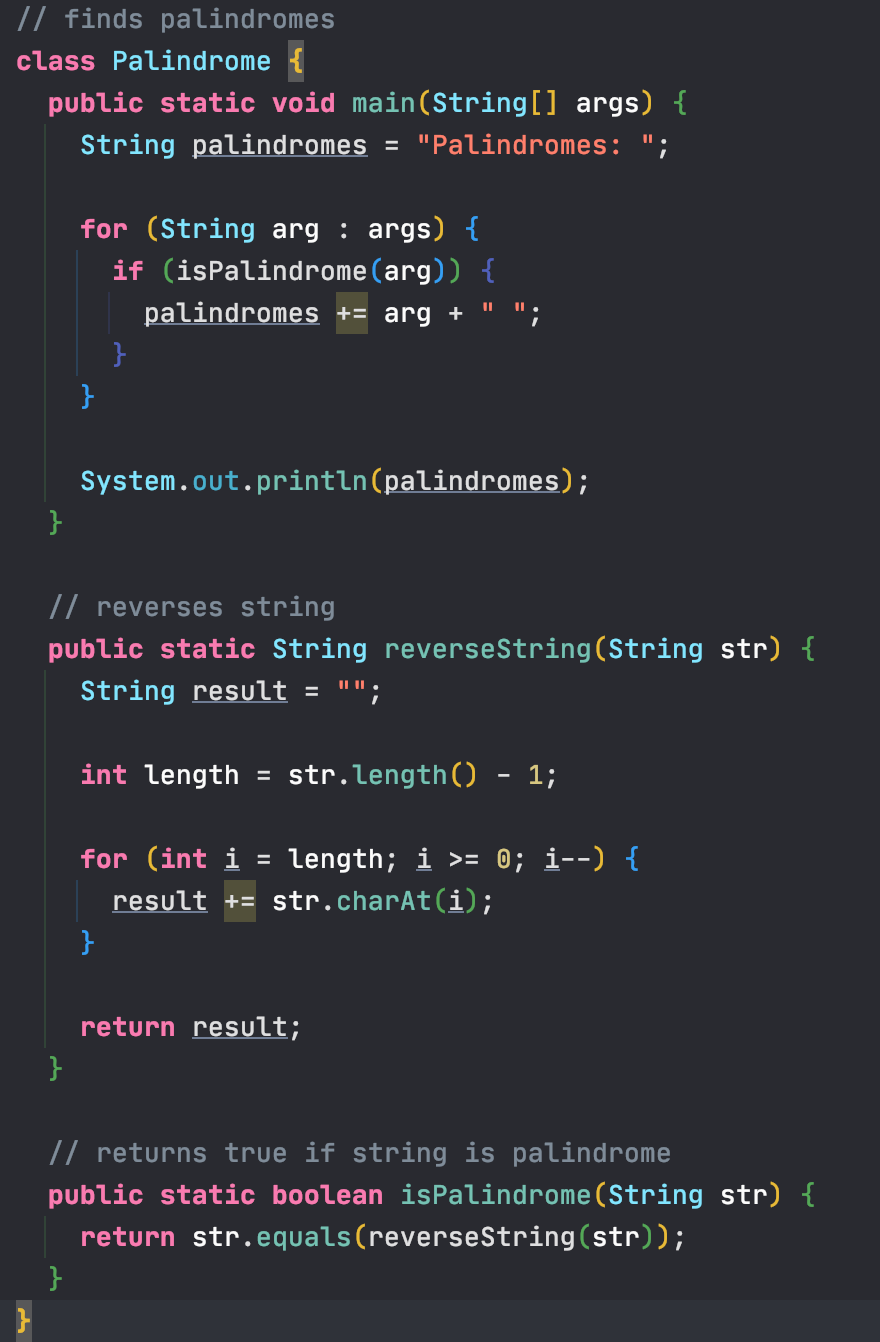 // finds palindromes
class Palindrome {
  public static void main(String[] args) {
    String palindromes = "Palindromes: ";

    for (String arg : args) {
      if (isPalindrome(arg)) {
        palindromes += arg + " ";
      }
    }

    System.out.println(palindromes);
  }

  // reverses string
  public static String reverseString(String str) {
    String result = "";

    int length = str.length() - 1;

    for (int i = length; i >= 0; i--) {
      result += str.charAt(i);
    }

    return result;
  }

  // returns true if string is palindrome
  public static boolean isPalindrome(String str) {
    return str.equals(reverseString(str));
  }
}